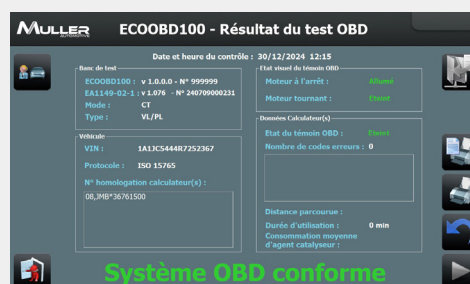 MULLER
AUTOMOTIVE
ECOOBD100 - Résultat du test OBD
Date et heure du contrôle : 30/12/2024 12:15
Banc de test
ECOOBD100 : v 1.0.0.0 - N° 999999
EA1149-02-1 : v 1.076 - N° 240709000231
Mode : CT
Type : VL/PL
Véhicule
VIN : 1A1JC5444R7252367
Protocole : ISO 15765
N° homologation calculateur(s) :
08,JMB*36761500
Etat visuel du témoin OBD
Moteur à l'arrêt : Allumé
Moteur tournant : Eteint
Données Calculateur(s)
Etat du témoin OBD : Eteint
Nombre de codes erreurs : 0
Distance parcourue :
Durée d'utilisation : 0 min
Consommation moyenne
d'agent catalyseur :
Système OBD conforme